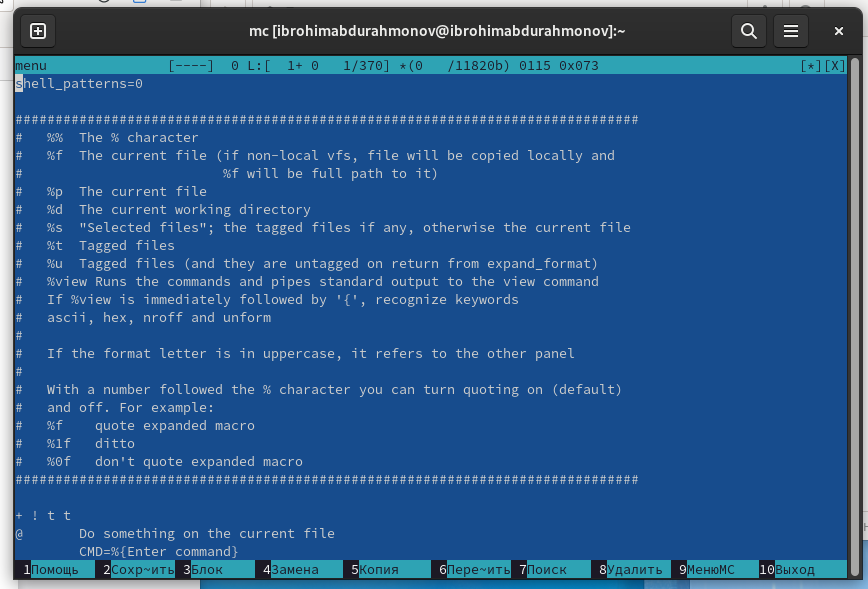 mc [ibrohimabdurahmonov@ibrohimabdurahmonov]:~
menu [----] 0 L:[ 1+ 0 1/370] *(0 /11820b) 0115 0x073 [*][X]
shell_patterns=0
##############################################################################
# %% The % character
# %f The current file (if non-local vfs, file will be copied locally and
# %f will be full path to it)
# %p The current file
# %d The current working directory
# %s "Selected files"; the tagged files if any, otherwise the current file
# %t Tagged files
# %u Tagged files (and they are untagged on return from expand_format)
# %view Runs the commands and pipes standard output to the view command
# If %view is immediately followed by '{', recognize keywords
# ascii, hex, nroff and unform
#
# If the format letter is in uppercase, it refers to the other panel
#
# With a number followed the % character you can turn quoting on (default)
# and off. For example:
# %f quote expanded macro
# %1f ditto
# %0f don't quote expanded macro
##############################################################################
+ ! t t
@ Do something on the current file
CMD=%{Enter command}
1Помощь 2Сохр~ить 3Блок 4Замена 5Копия 6Пере~ить 7Поиск 8Удалить 9МенюMC 10Выход